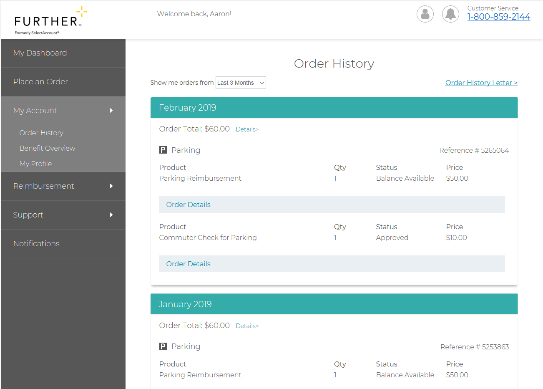 FURTHER
Formerly SelectAccount®
Welcome back, Aaron!
Customer Service
1-800-859-2144
My Dashboard
Place an Order
My Account
Order History
Benefit Overview
My Profile
Reimbursement
Support
Notifications
Order History
Show me orders from Last 3 Months
Order History Letter >
February 2019
Order Total: $60.00 Details>
P Parking Reference # 5265064
Product Qty Status Price
Parking Reimbursement 1 Balance Available $50.00
Order Details
Product Qty Status Price
Commuter Check for Parking 1 Approved $10.00
Order Details
January 2019
Order Total: $60.00 Details>
P Parking Reference # 5253863
Product Qty Status Price
Parking Reimbursement 1 Balance Available $50.00